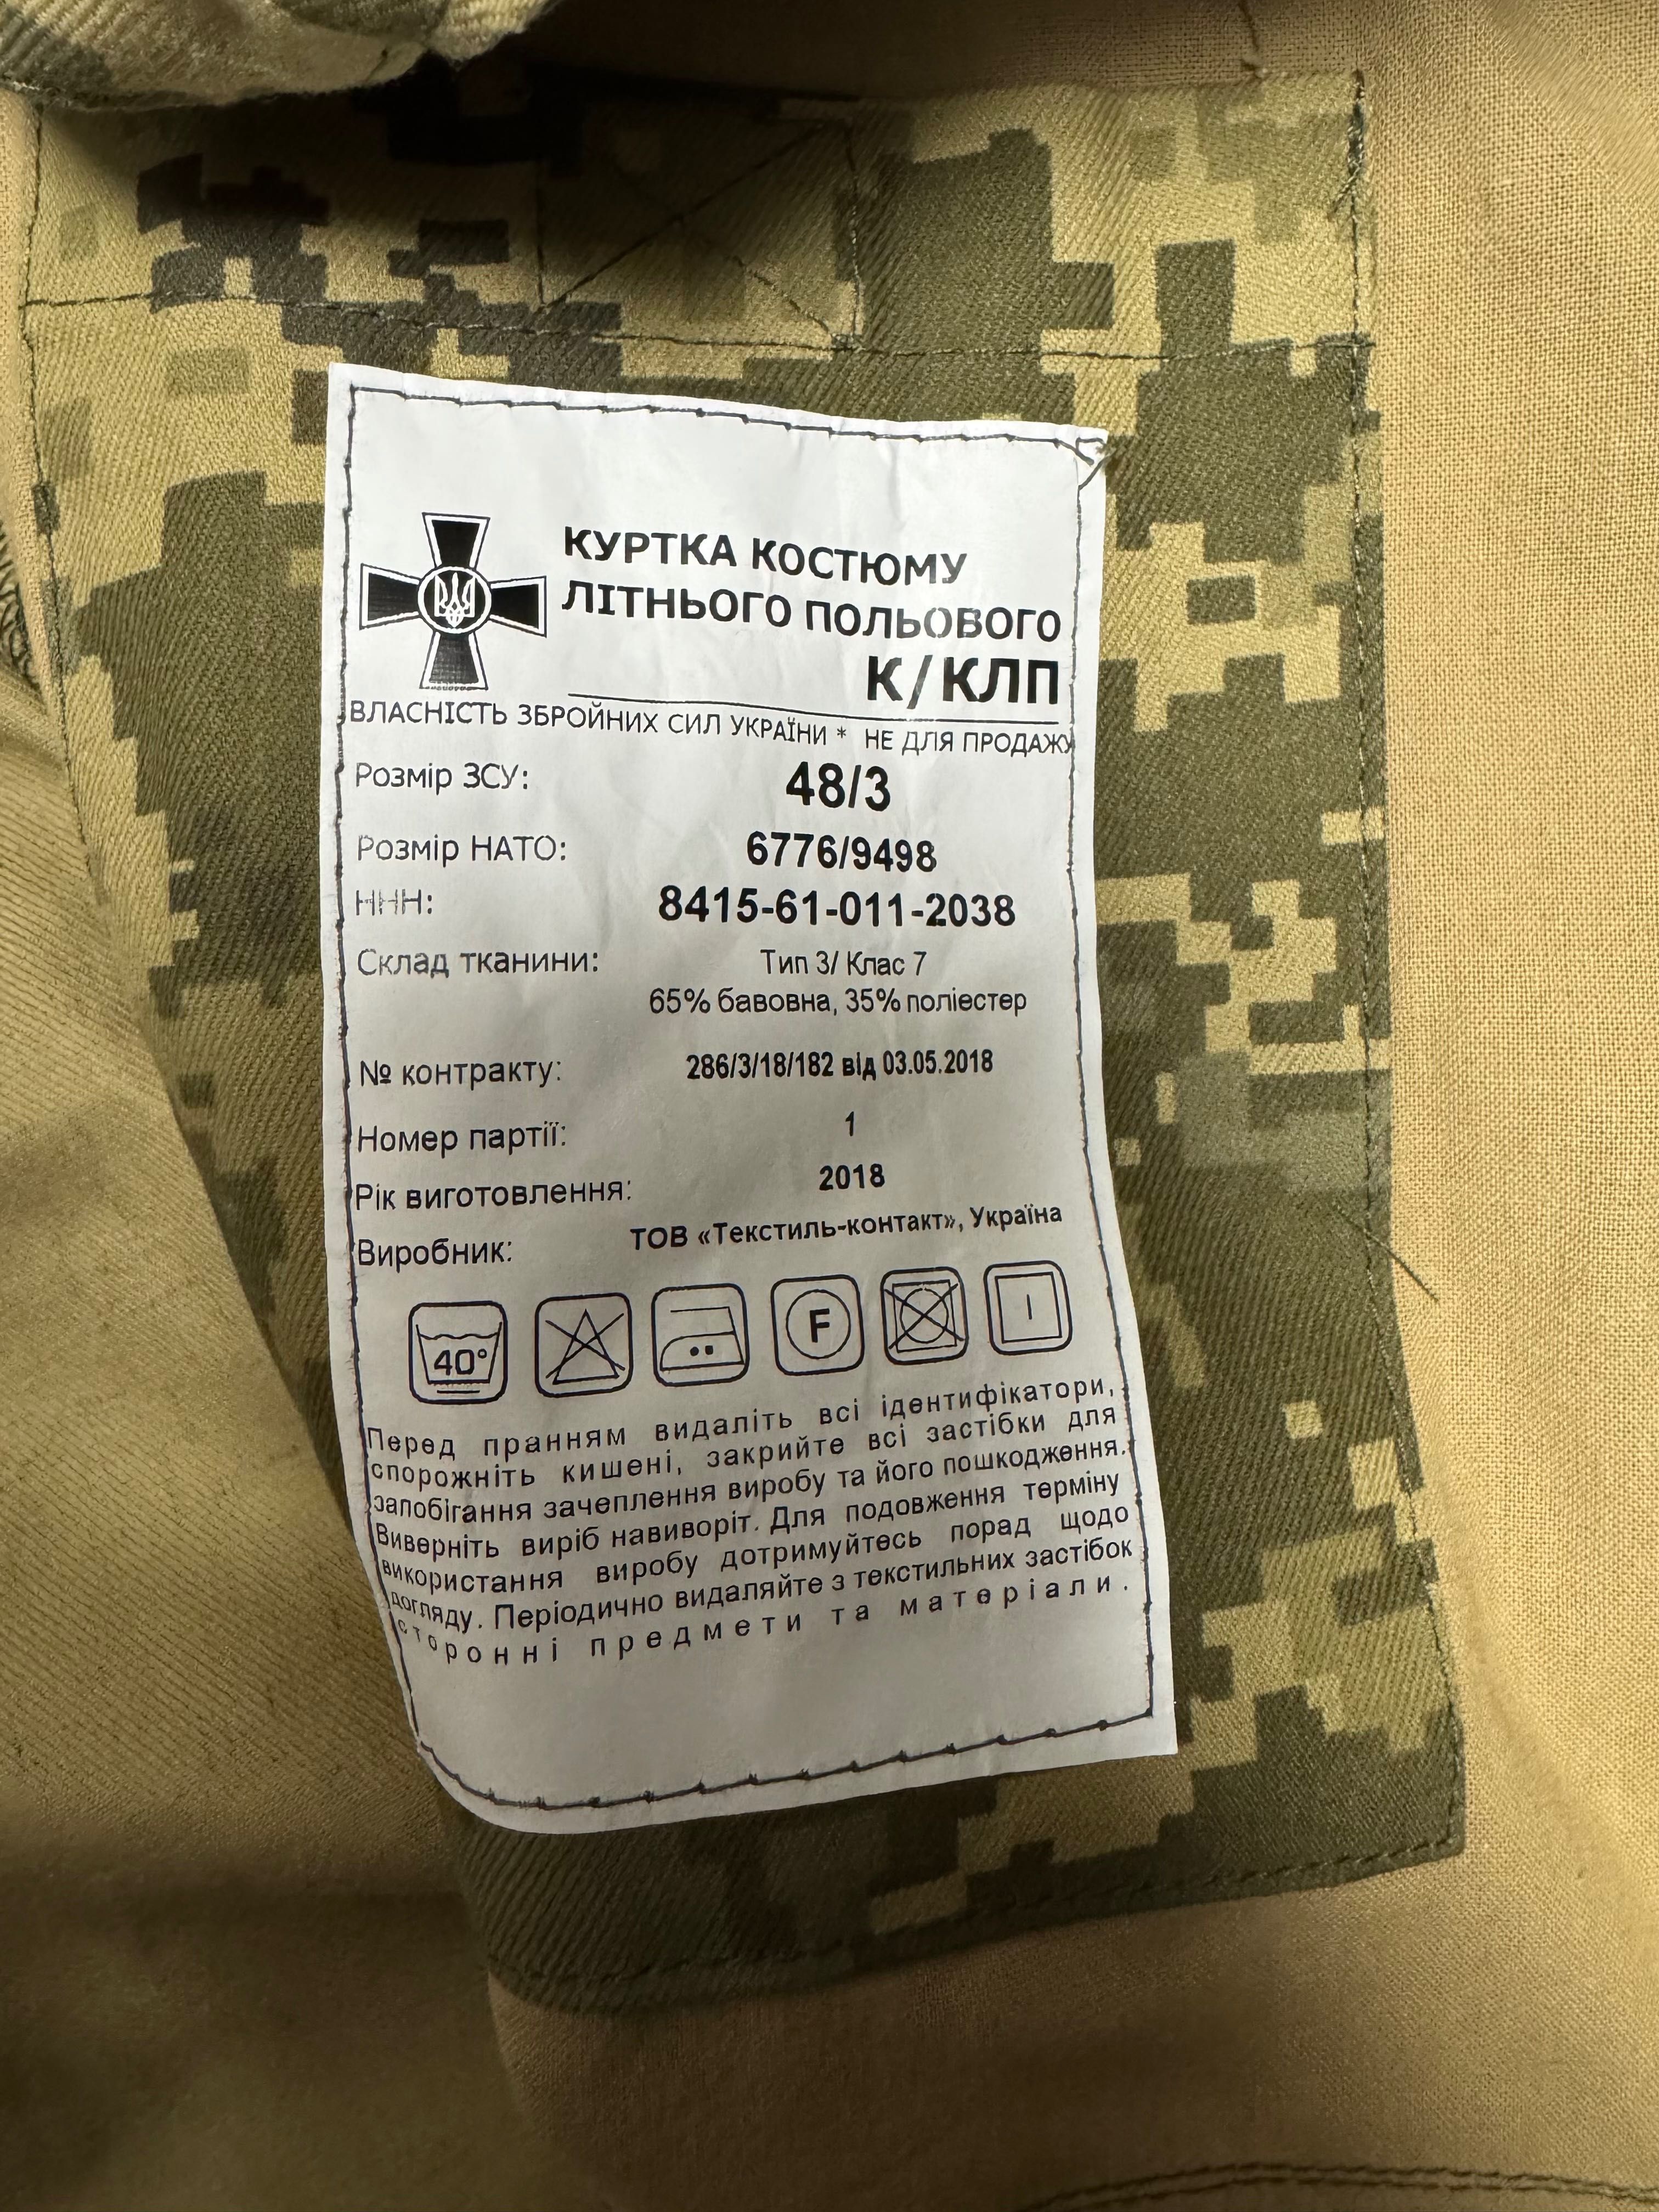 КУРТКА КОСТЮМУ
ЛІТНЬОГО ПОЛЬОВОГО
К/КЛП
ВЛАСНІСТЬ ЗБРОЙНИХ СИЛ УКРАЇНИ * НЕ ДЛЯ ПРОДАЖУ
Розмір ЗСУ: 48/3
Розмір НАТО: 6776/9498
ННН: 8415-61-011-2038
Склад тканини: Тип 3/ Клас 7
65% бавовна, 35% поліестер
№ контракту: 286/3/18/182 від 03.05.2018
Номер партії: 1
Рік виготовлення: 2018
Виробник: ТОВ «Текстиль-контакт», Україна
40° F
Перед пранням видаліть всі ідентифікатори,
спорожніть кишені, закрийте всі застібки для
запобігання зачеплення виробу та його пошкодження.
Виверніть виріб навиворіт. Для подовження терміну
використання виробу дотримуйтесь порад щодо
догляду. Періодично видаляйте з текстильних застібок
сторонні предмети та матеріали.